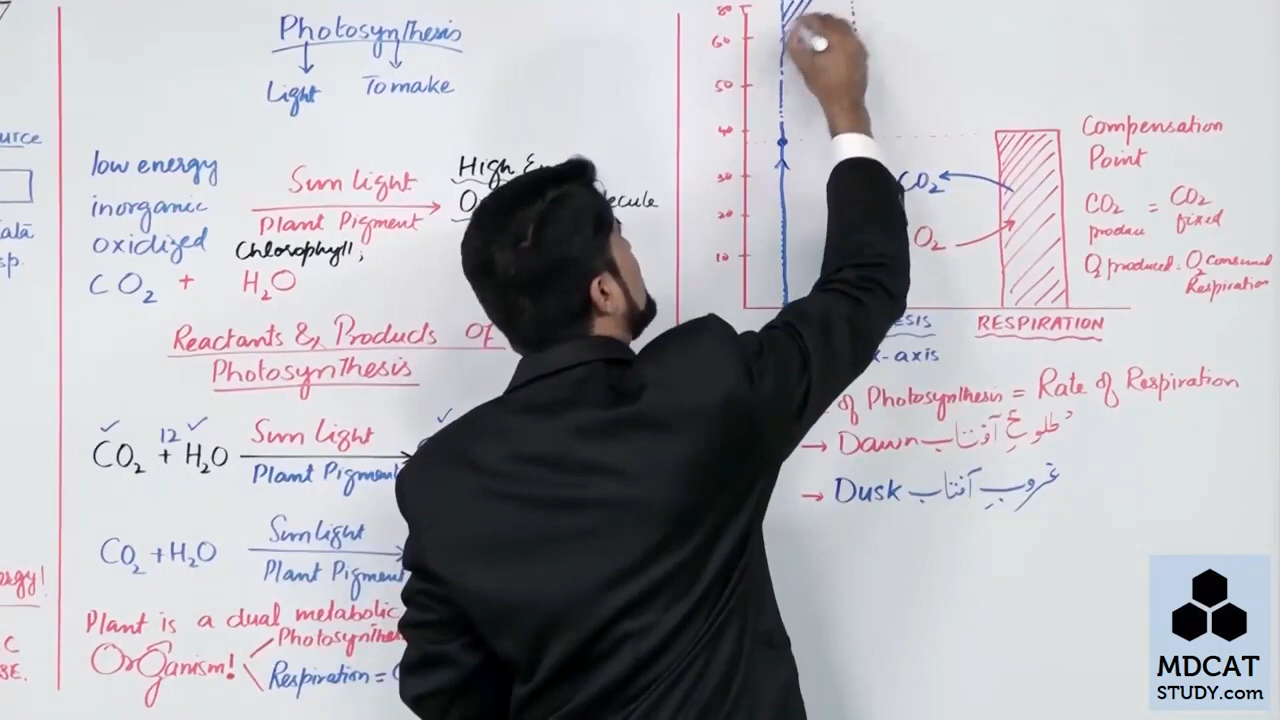 Photosynthesis
Light To make
low energy
inorganic
oxidized
CO2 + H2O
Sun light
Plant Pigment
Chlorophyll,
High
Reactants & Products Of
Photosynthesis
CO2 + 12 H2O
Sun light
Plant Pigment
CO2 + H2O
Sun light
Plant Pigment
Plant is a dual metabolic
Organism!
Photosynthe
Respiration =
80
60
50
40
30
20
10
CO2
O2
Compensation
Point
CO2 = CO2
produce fixed
O2 produced = O2 consumed
Respiration
ESIS RESPIRATION
x-axis
of Photosynthesis = Rate of Respiration
→ Dawn طلوعِ آفتاب
→ Dusk غروبِ آفتاب
MDCAT
STUDY.com